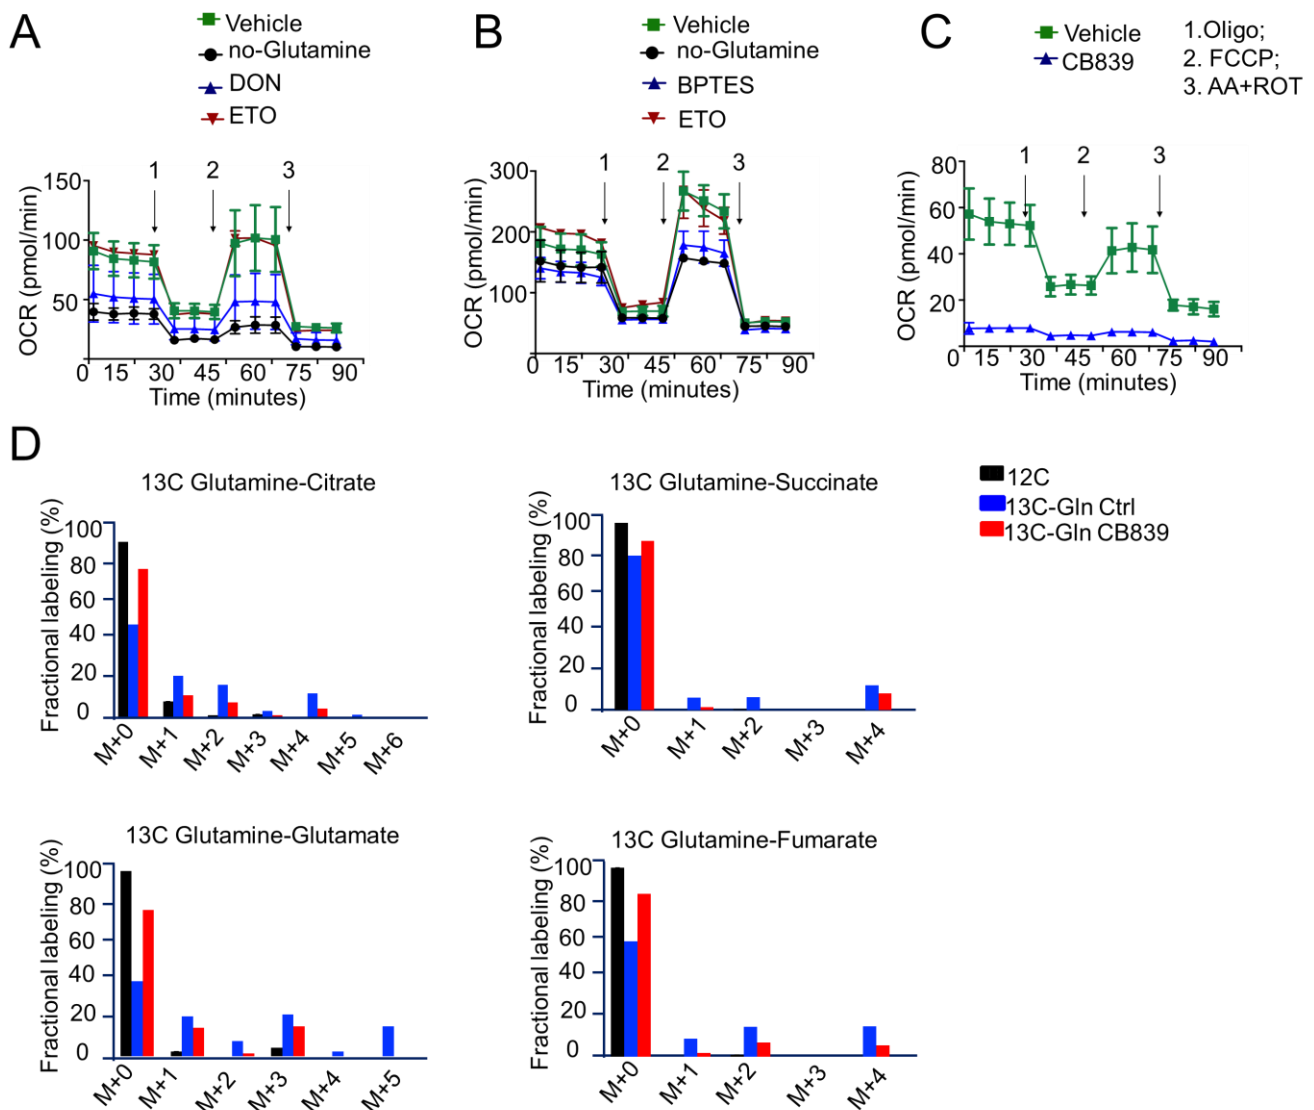 A
Vehicle
no-Glutamine
DON
ETO
1 2 3
150
100
50
OCR (pmol/min)
0 15 30 45 60 75 90
Time (minutes)
B
Vehicle
no-Glutamine
BPTES
ETO
1 2 3
300
200
100
OCR (pmol/min)
0 15 30 45 60 75 90
Time (minutes)
C
Vehicle
CB839
1.Oligo;
2. FCCP;
3. AA+ROT
1 2 3
80
60
40
20
0
OCR (pmol/min)
0 15 30 45 60 75 90
Time (minutes)
D
13C Glutamine-Citrate
100
80
60
40
20
0
Fractional labeling (%)
M+0 M+1 M+2 M+3 M+4 M+5 M+6
13C Glutamine-Succinate
100
80
60
40
20
0
Fractional labeling (%)
M+0 M+1 M+2 M+3 M+4
12C
13C-Gln Ctrl
13C-Gln CB839
13C Glutamine-Glutamate
100
80
60
40
20
0
Fractional labeling (%)
M+0 M+1 M+2 M+3 M+4 M+5
13C Glutamine-Fumarate
100
80
60
40
20
0
Fractional labeling (%)
M+0 M+1 M+2 M+3 M+4